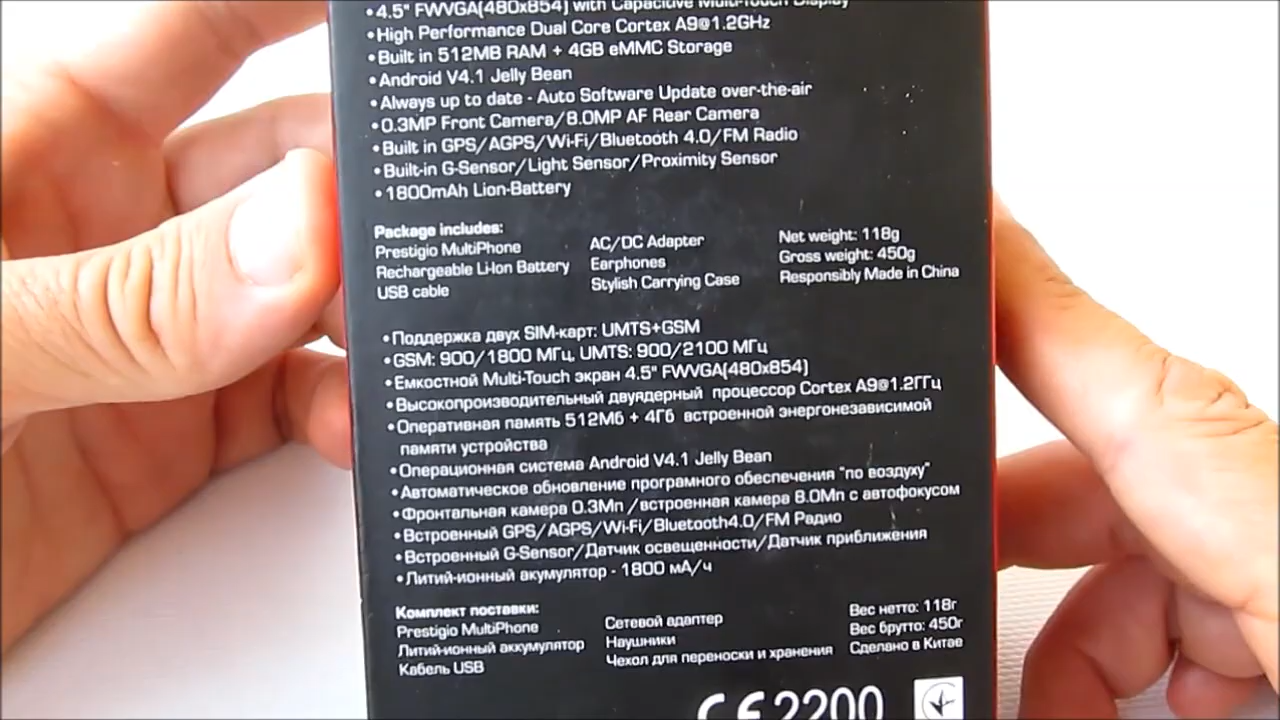 • 4.5" FWVGA(480x854) with Capacitive Multi-Touch Display
• High Performance Dual Core Cortex A9@1.2GHz
• Built in 512MB RAM + 4GB eMMC Storage
• Android V4.1 Jelly Bean
• Always up to date - Auto Software Update over-the-air
• 0.3MP Front Camera/8.0MP AF Rear Camera
• Built in GPS/AGPS/Wi-Fi/Bluetooth 4.0/FM Radio
• Built-in G-Sensor/Light Sensor/Proximity Sensor
• 1800mAh Lion-Battery
Package includes:
Prestigio MultiPhone
Rechargeable Li-Ion Battery
USB cable
AC/DC Adapter
Earphones
Stylish Carrying Case
Net weight: 118g
Gross weight: 450g
Responsibly Made in China
• Поддержка двух SIM-карт: UMTS+GSM
• GSM: 900/1800 МГц, UMTS: 900/2100 МГц
• Емкостной Multi-Touch экран 4.5" FWVGA(480x854)
• Высокопроизводительный двуядерный процессор Cortex A9@1.2ГГц
• Оперативная память 512Мб + 4Гб встроенной энергонезависимой
памяти устройства
• Операционная система Android V4.1 Jelly Bean
• Автоматическое обновление програмного обеспечения "по воздуху"
• Фронтальная камера 0.3Мп /встроенная камера 8.0Мп с автофокусом
• Встроенный GPS/AGPS/Wi-Fi/Bluetooth4.0/FM Радио
• Встроенный G-Sensor/Датчик освещенности/Датчик приближения
• Литий-ионный акумулятор - 1800 мА/ч
Комплект поставки:
Prestigio MultiPhone
Литий-ионный аккумулятор
Кабель USB
Сетевой адаптер
Наушники
Чехол для переноски и хранения
Вес нетто: 118г
Вес брутто: 450г
Сделано в Китае
CE2200